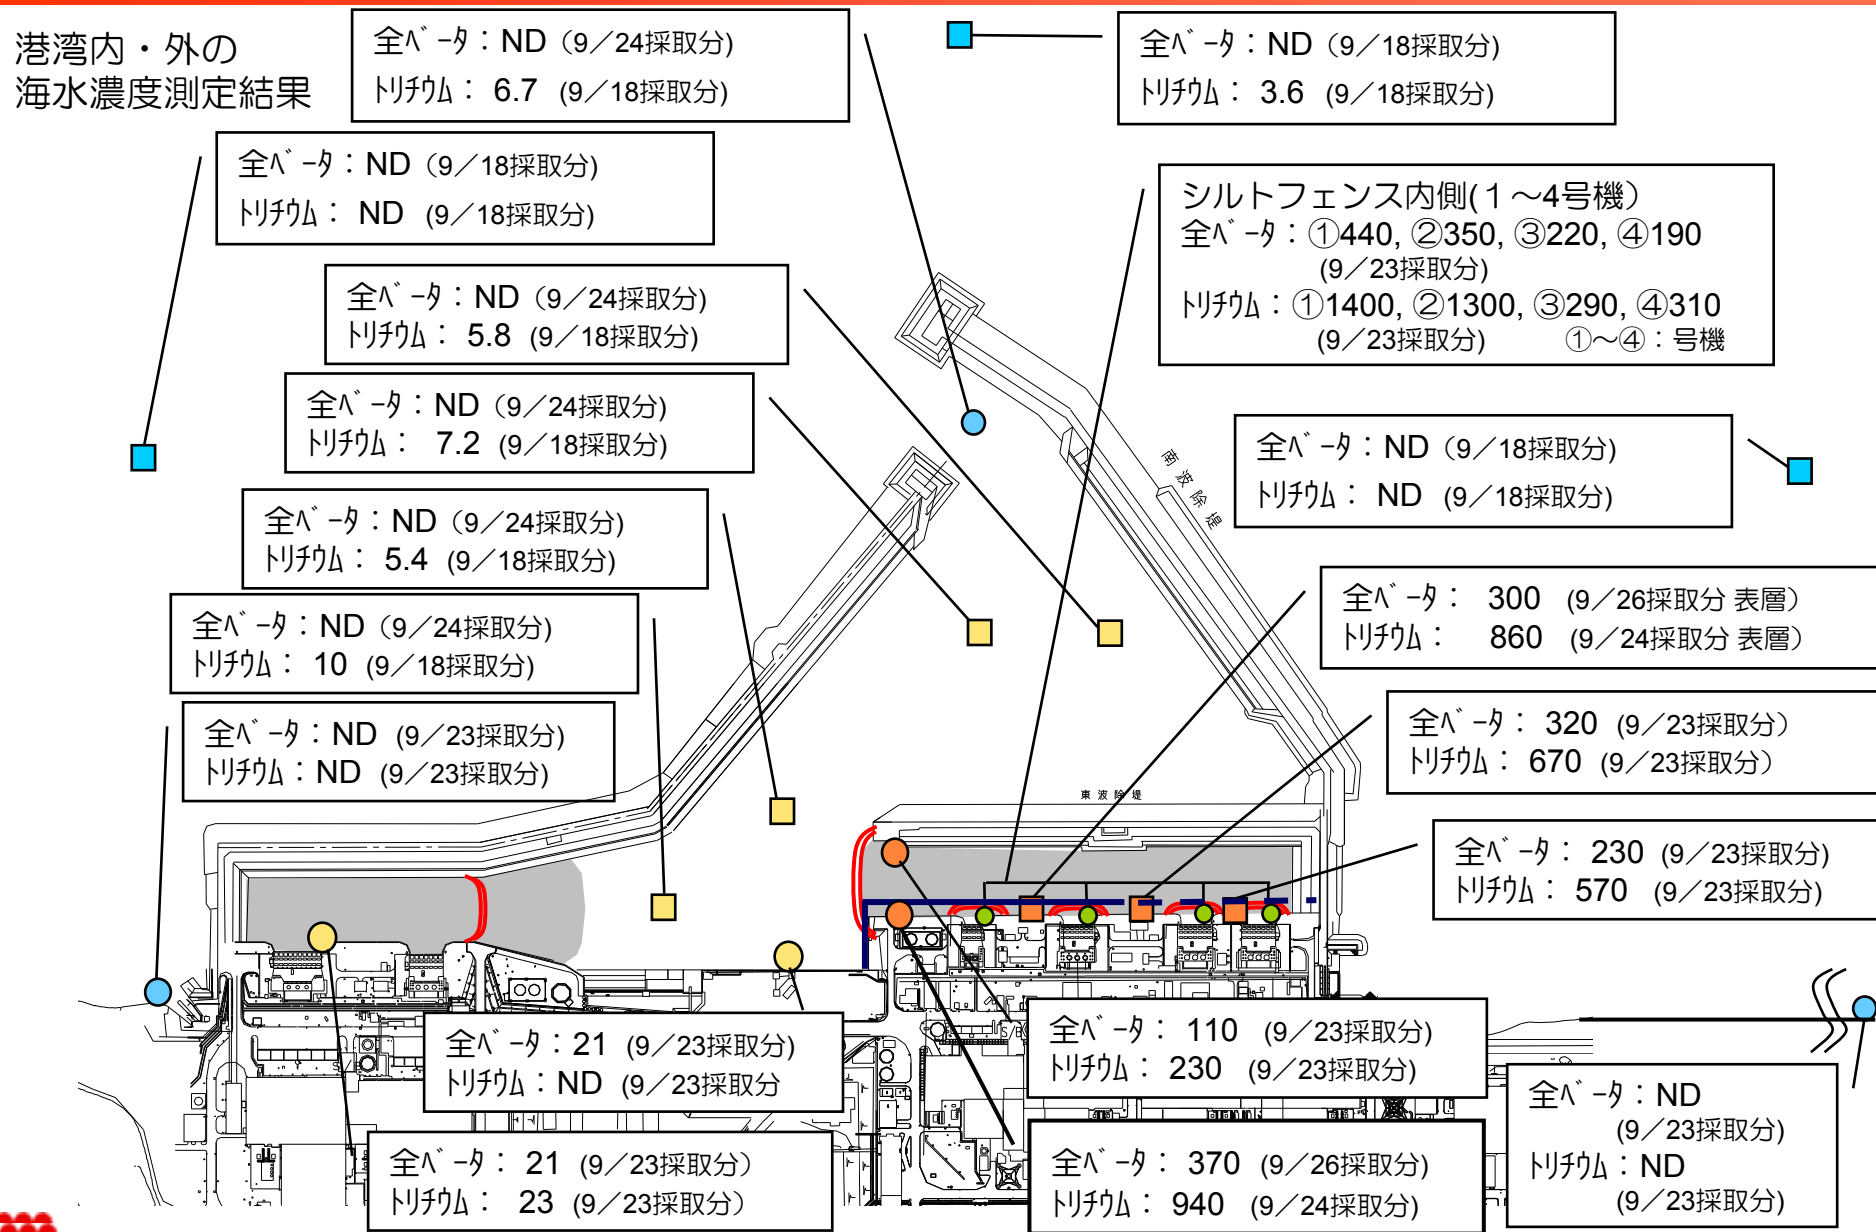 港湾内・外の
海水濃度測定結果
全ﾍﾞｰﾀ：ND（9／24採取分)
ﾄﾘﾁｳﾑ： 6.7 (9／18採取分)
全ﾍﾞｰﾀ：ND（9／18採取分)
ﾄﾘﾁｳﾑ： 3.6 (9／18採取分)
全ﾍﾞｰﾀ：ND（9／18採取分)
ﾄﾘﾁｳﾑ： ND (9／18採取分)
シルトフェンス内側(１～4号機）
全ﾍﾞｰﾀ：①440, ②350, ③220, ④190
(9／23採取分)
ﾄﾘﾁｳﾑ：①1400, ②1300, ③290, ④310
(9／23採取分) ①～④：号機
全ﾍﾞｰﾀ：ND（9／24採取分)
ﾄﾘﾁｳﾑ： 5.8 (9／18採取分)
全ﾍﾞｰﾀ：ND（9／24採取分)
ﾄﾘﾁｳﾑ： 7.2 (9／18採取分)
全ﾍﾞｰﾀ：ND（9／18採取分)
ﾄﾘﾁｳﾑ： ND (9／18採取分)
南波除堤
全ﾍﾞｰﾀ：ND（9／24採取分)
ﾄﾘﾁｳﾑ： 5.4 (9／18採取分)
全ﾍﾞｰﾀ： 300 (9／26採取分 表層）
ﾄﾘﾁｳﾑ： 860 (9／24採取分 表層）
全ﾍﾞｰﾀ：ND（9／24採取分)
ﾄﾘﾁｳﾑ： 10 (9／18採取分)
全ﾍﾞｰﾀ： 320 (9／23採取分）
ﾄﾘﾁｳﾑ： 670 (9／23採取分）
全ﾍﾞｰﾀ：ND (9／23採取分)
ﾄﾘﾁｳﾑ：ND (9／23採取分)
東波除堤
全ﾍﾞｰﾀ： 230 (9／23採取分)
ﾄﾘﾁｳﾑ： 570 (9／23採取分)
全ﾍﾞｰﾀ：21 (9／23採取分)
ﾄﾘﾁｳﾑ：ND (9／23採取分
S/B
全ﾍﾞｰﾀ： 110 (9／23採取分)
ﾄﾘﾁｳﾑ： 230 (9／23採取分)
全ﾍﾞｰﾀ：ND
(9／23採取分)
ﾄﾘﾁｳﾑ：ND
(9／23採取分)
全ﾍﾞｰﾀ： 21 (9／23採取分）
ﾄﾘﾁｳﾑ： 23 (9／23採取分）
全ﾍﾞｰﾀ： 370 (9／26採取分)
ﾄﾘﾁｳﾑ： 940 (9／24採取分)